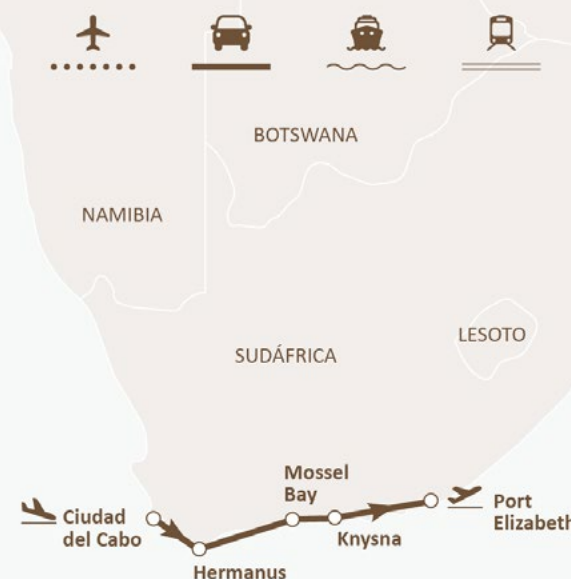 BOTSWANA
NAMIBIA
LESOTO
SUDÁFRICA
Mossel
Bay
Ciudad
del Cabo
Port
Elizabeth
Knysna
Hermanus